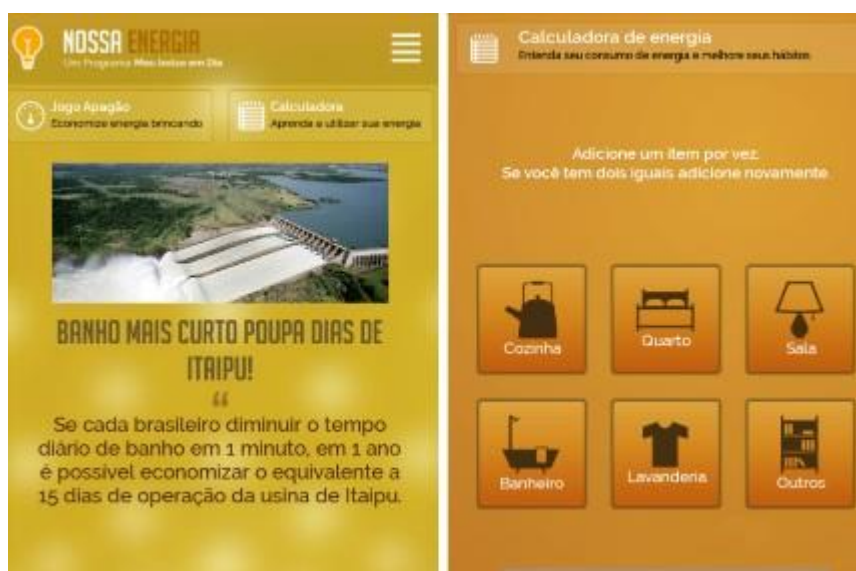 NOSSA ENERGIA
Um Programa Meu Bolso em Dia
Jogo Apagão
Economize energia brincando
Calculadora
Aprenda a utilizar sua energia
BANHO MAIS CURTO POUPA DIAS DE
ITAIPU!
“
Se cada brasileiro diminuir o tempo
diário de banho em 1 minuto, em 1 ano
é possível economizar o equivalente a
15 dias de operação da usina de Itaipu.
Calculadora de energia
Entenda seu consumo de energia e melhore seus hábitos.
Adicione um item por vez.
Se você tem dois iguais adicione novamente.
Cozinha
Quarto
Sala
Banheiro
Lavanderia
Outros